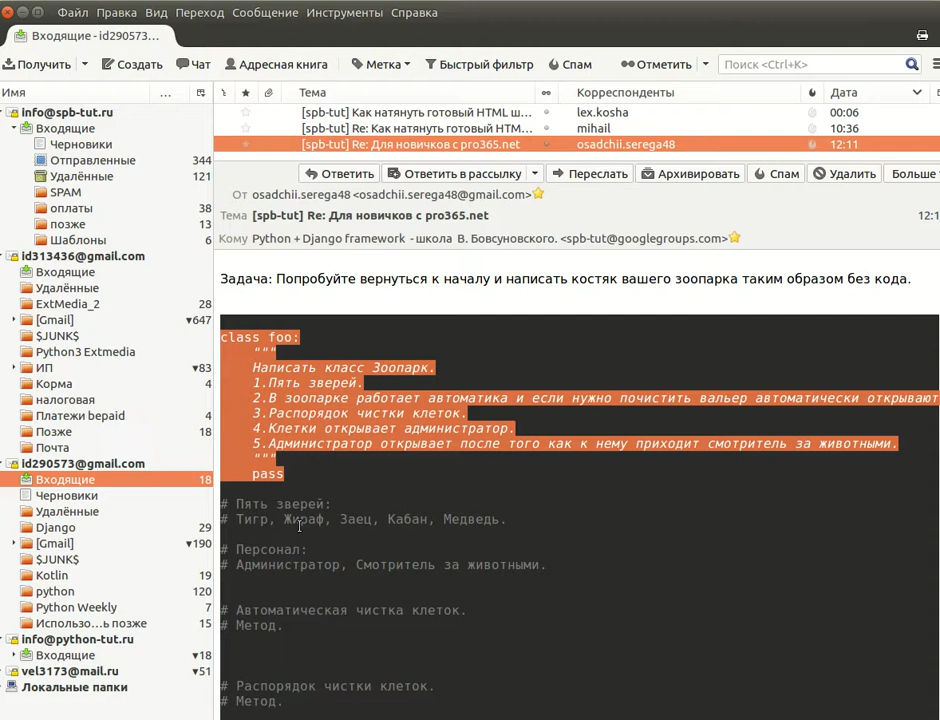 Файл Правка Вид Переход Сообщение Инструменты Справка
Входящие - id290573...
Получить Создать Чат Адресная книга Метка Быстрый фильтр Спам Отметить Поиск <Ctrl+K>
Имя ... Тема Корреспонденты Дата
info@spb-tut.ru
Входящие
Черновики
Отправленные 344
Удалённые 121
SPAM
оплаты 38
позже 13
Шаблоны 6
id313436@gmail.com
Входящие
Удалённые
ExtMedia_2 28
[Gmail] ▾647
$JUNK$
Python3 Extmedia
ИП ▾83
Корма 4
налоговая
Платежи bepaid 4
Позже 18
Почта
id290573@gmail.com
Входящие 18
Черновики
Удалённые
Django 29
[Gmail] ▾190
$JUNK$
Kotlin 19
python 120
Python Weekly 7
Использо...ь позже 15
info@python-tut.ru
Входящие ▾18
vel3173@mail.ru ▾51
Локальные папки
[spb-tut] Как натянуть готовый HTML ш... lex.kosha 00:06
[spb-tut] Re: Как натянуть готовый HTM... mihail 10:36
[spb-tut] Re: Для новичков с pro365.net osadchii.serega48 12:11
Ответить Ответить в рассылку Переслать Архивировать Спам Удалить Больше
От osadchii.serega48 <osadchii.serega48@gmail.com>
Тема [spb-tut] Re: Для новичков с pro365.net 12:1
Кому Python + Django framework - школа В. Бовсуновского. <spb-tut@googlegroups.com>
Задача: Попробуйте вернуться к началу и написать костяк вашего зоопарка таким образом без кода.
class foo:
"""
Написать класс Зоопарк.
1.Пять зверей.
2.В зоопарке работает автоматика и если нужно почистить вальер автоматически открывают
3.Распорядок чистки клеток.
4.Клетки открывает администратор.
5.Администратор открывает после того как к нему приходит смотритель за животными.
"""
pass
# Пять зверей:
# Тигр, Жираф, Заец, Кабан, Медведь.
# Персонал:
# Администратор, Смотритель за животными.
# Автоматическая чистка клеток.
# Метод.
# Распорядок чистки клеток.
# Метод.